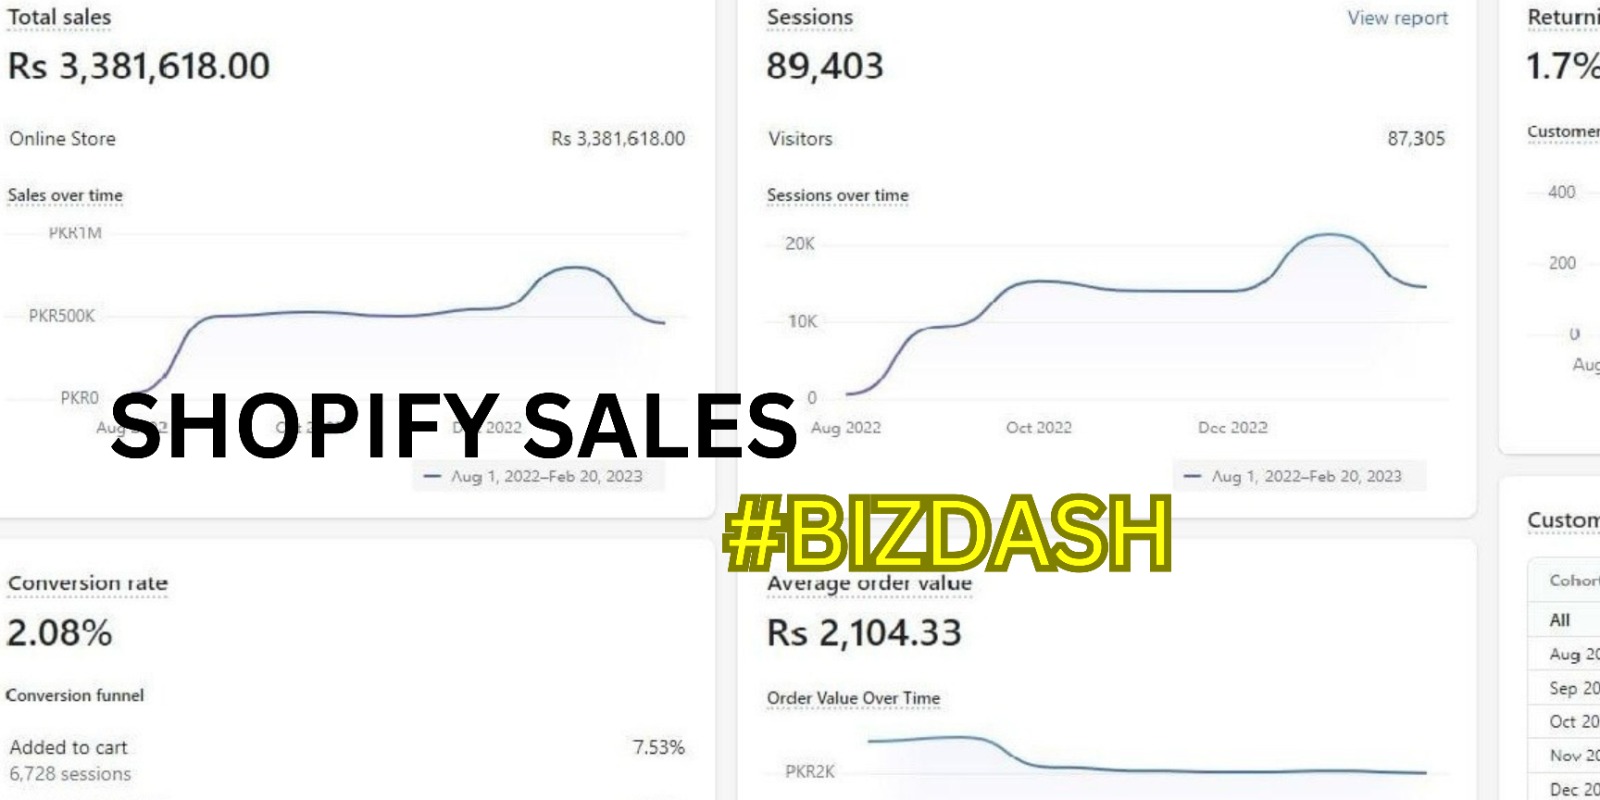 Total sales
Rs 3,381,618.00
Online Store Rs 3,381,618.00
Sales over time
PKR1M
PKR500K
PKR0
Aug 2022 Oct 2022 Dec 2022
Aug 1, 2022–Feb 20, 2023
Sessions View report
89,403
Visitors 87,305
Sessions over time
20K
10K
0
Aug 2022 Oct 2022 Dec 2022
Aug 1, 2022–Feb 20, 2023
Returni
1.7%
Customer
400
200
0
Aug
SHOPIFY SALES
#BIZDASH
Conversion rate
2.08%
Conversion funnel
Added to cart 7.53%
6,728 sessions
Average order value
Rs 2,104.33
Order Value Over Time
PKR2K
Custom
Cohort
All
Aug 20
Sep 20
Oct 20
Nov 20
Dec 20